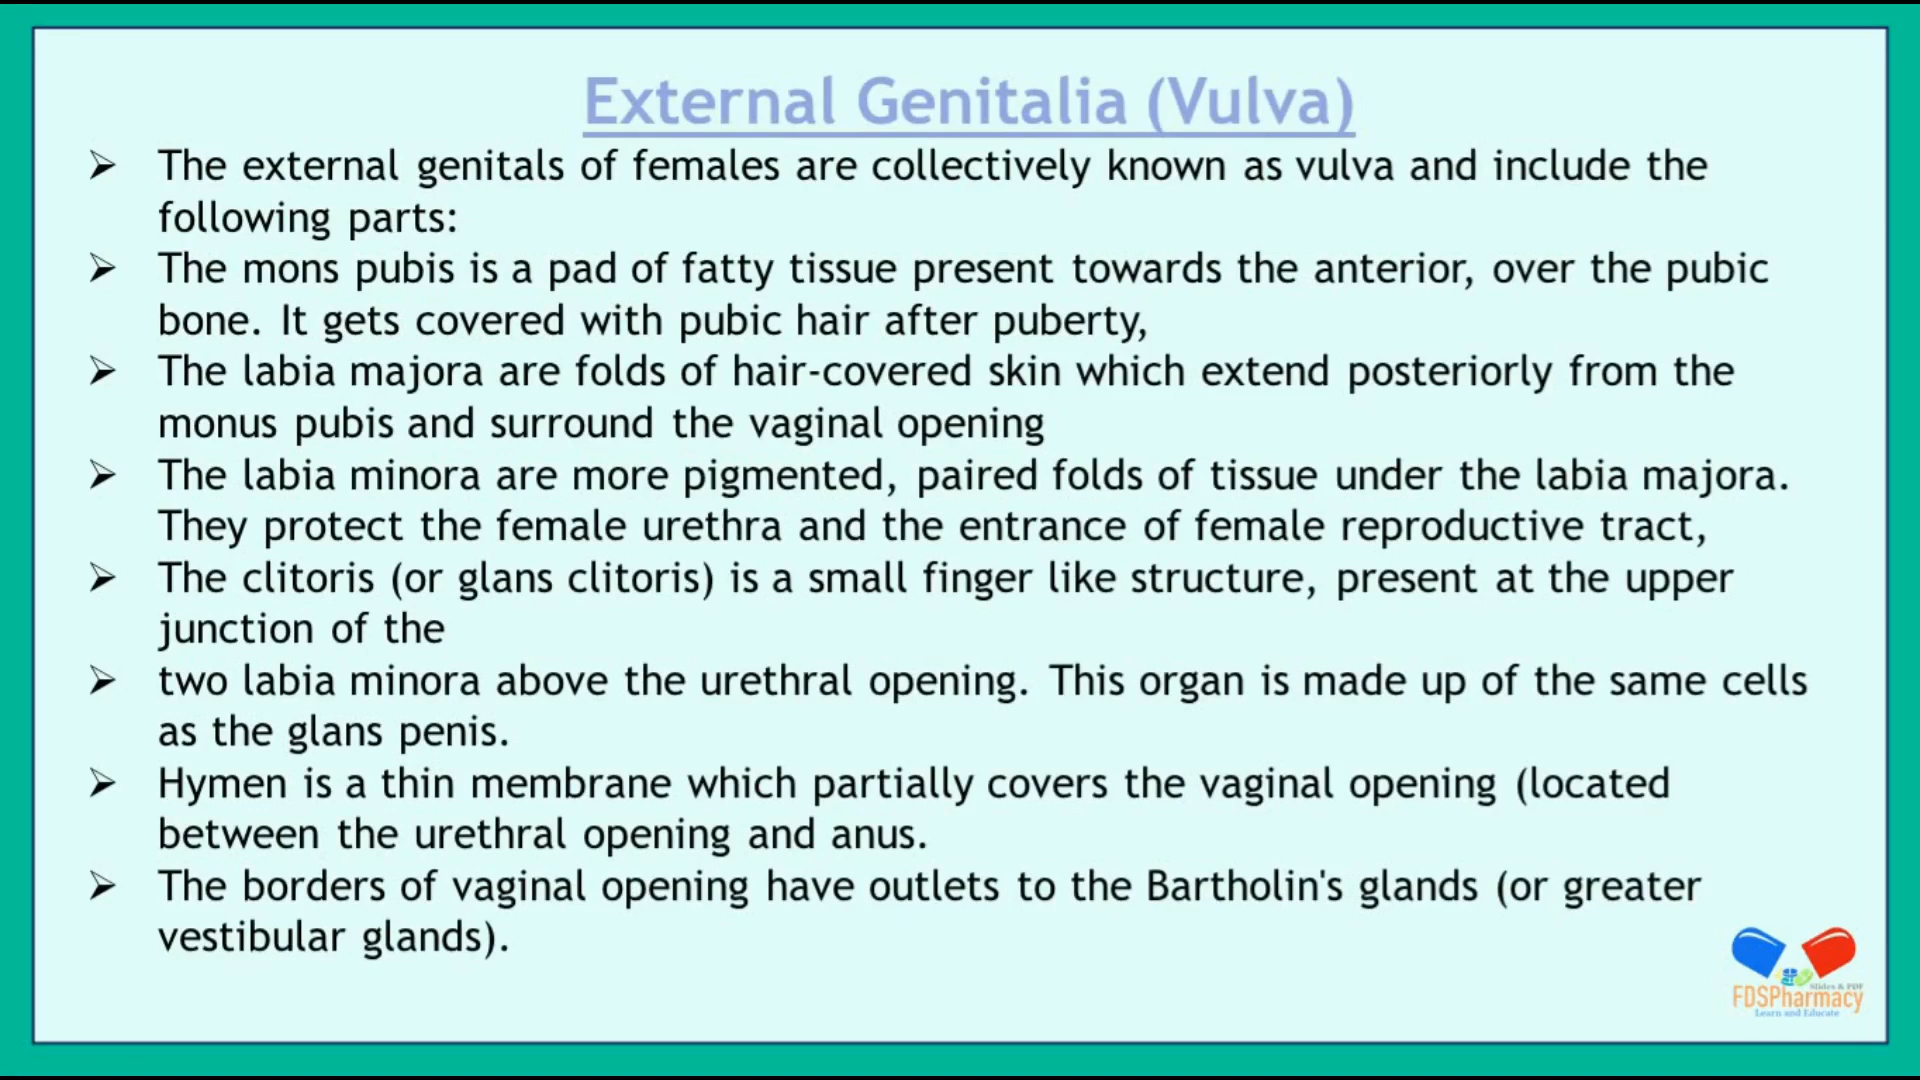 External Genitalia (Vulva)
➢ The external genitals of females are collectively known as vulva and include the
following parts:
➢ The mons pubis is a pad of fatty tissue present towards the anterior, over the pubic
bone. It gets covered with pubic hair after puberty,
➢ The labia majora are folds of hair-covered skin which extend posteriorly from the
monus pubis and surround the vaginal opening
➢ The labia minora are more pigmented, paired folds of tissue under the labia majora.
They protect the female urethra and the entrance of female reproductive tract,
➢ The clitoris (or glans clitoris) is a small finger like structure, present at the upper
junction of the
➢ two labia minora above the urethral opening. This organ is made up of the same cells
as the glans penis.
➢ Hymen is a thin membrane which partially covers the vaginal opening (located
between the urethral opening and anus.
➢ The borders of vaginal opening have outlets to the Bartholin's glands (or greater
vestibular glands).
Slides & PDF
FDSPharmacy
Learn and Educate